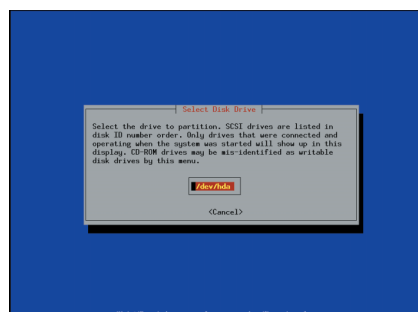 Select Disk Drive
Select the drive to partition. SCSI drives are listed in
disk ID number order. Only drives that were connected and
operating when the system was started will show up in this
display. CD-ROM drives may be mis-identified as writable
disk drives by this menu.
/dev/hda
<Cancel>